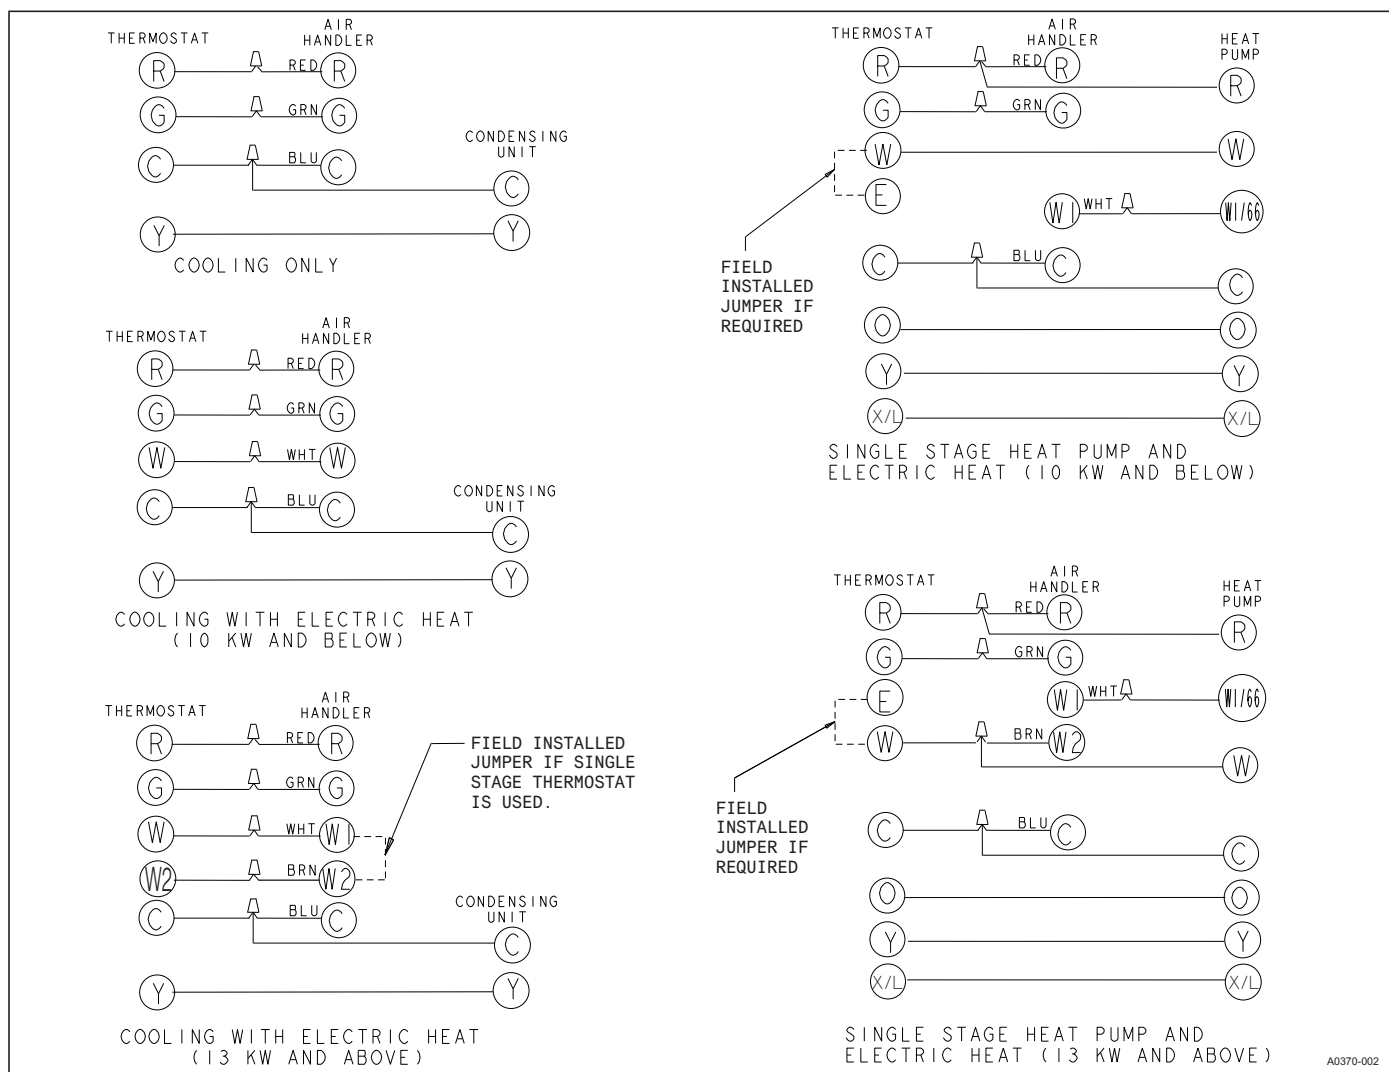 THERMOSTAT
AIR
HANDLER
R RED R
G GRN G
CONDENSING
UNIT
C BLU C
C
Y Y
COOLING ONLY
THERMOSTAT
AIR
HANDLER
R RED R
G GRN G
W WHT W
CONDENSING
UNIT
C BLU C
C
Y Y
COOLING WITH ELECTRIC HEAT
(10 KW AND BELOW)
THERMOSTAT
AIR
HANDLER
R RED R
G GRN G
W WHT W1
W2 BRN W2
FIELD INSTALLED
JUMPER IF SINGLE
STAGE THERMOSTAT
IS USED.
CONDENSING
UNIT
C BLU C
C
Y Y
COOLING WITH ELECTRIC HEAT
(13 KW AND ABOVE)
THERMOSTAT
AIR
HANDLER
HEAT
PUMP
R RED R
R
G GRN G
W W
E
W1 WHT W1/66
FIELD
INSTALLED
JUMPER IF
REQUIRED
C BLU C
C
O O
Y Y
X/L X/L
SINGLE STAGE HEAT PUMP AND
ELECTRIC HEAT (10 KW AND BELOW)
THERMOSTAT
AIR
HANDLER
HEAT
PUMP
R RED R
R
G GRN G
E W1 WHT W1/66
W BRN W2
W
FIELD
INSTALLED
JUMPER IF
REQUIRED
C BLU C
C
O O
Y Y
X/L X/L
SINGLE STAGE HEAT PUMP AND
ELECTRIC HEAT (13 KW AND ABOVE)
A0370-002